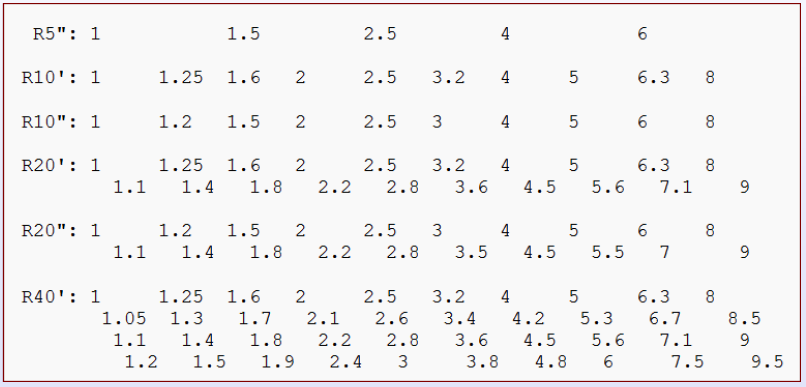 R5": 1 1.5 2.5 4 6
R10': 1 1.25 1.6 2 2.5 3.2 4 5 6.3 8
R10": 1 1.2 1.5 2 2.5 3 4 5 6 8
R20': 1 1.25 1.6 2 2.5 3.2 4 5 6.3 8
1.1 1.4 1.8 2.2 2.8 3.6 4.5 5.6 7.1 9
R20": 1 1.2 1.5 2 2.5 3 4 5 6 8
1.1 1.4 1.8 2.2 2.8 3.5 4.5 5.5 7 9
R40': 1 1.25 1.6 2 2.5 3.2 4 5 6.3 8
1.05 1.3 1.7 2.1 2.6 3.4 4.2 5.3 6.7 8.5
1.1 1.4 1.8 2.2 2.8 3.6 4.5 5.6 7.1 9
1.2 1.5 1.9 2.4 3 3.8 4.8 6 7.5 9.5